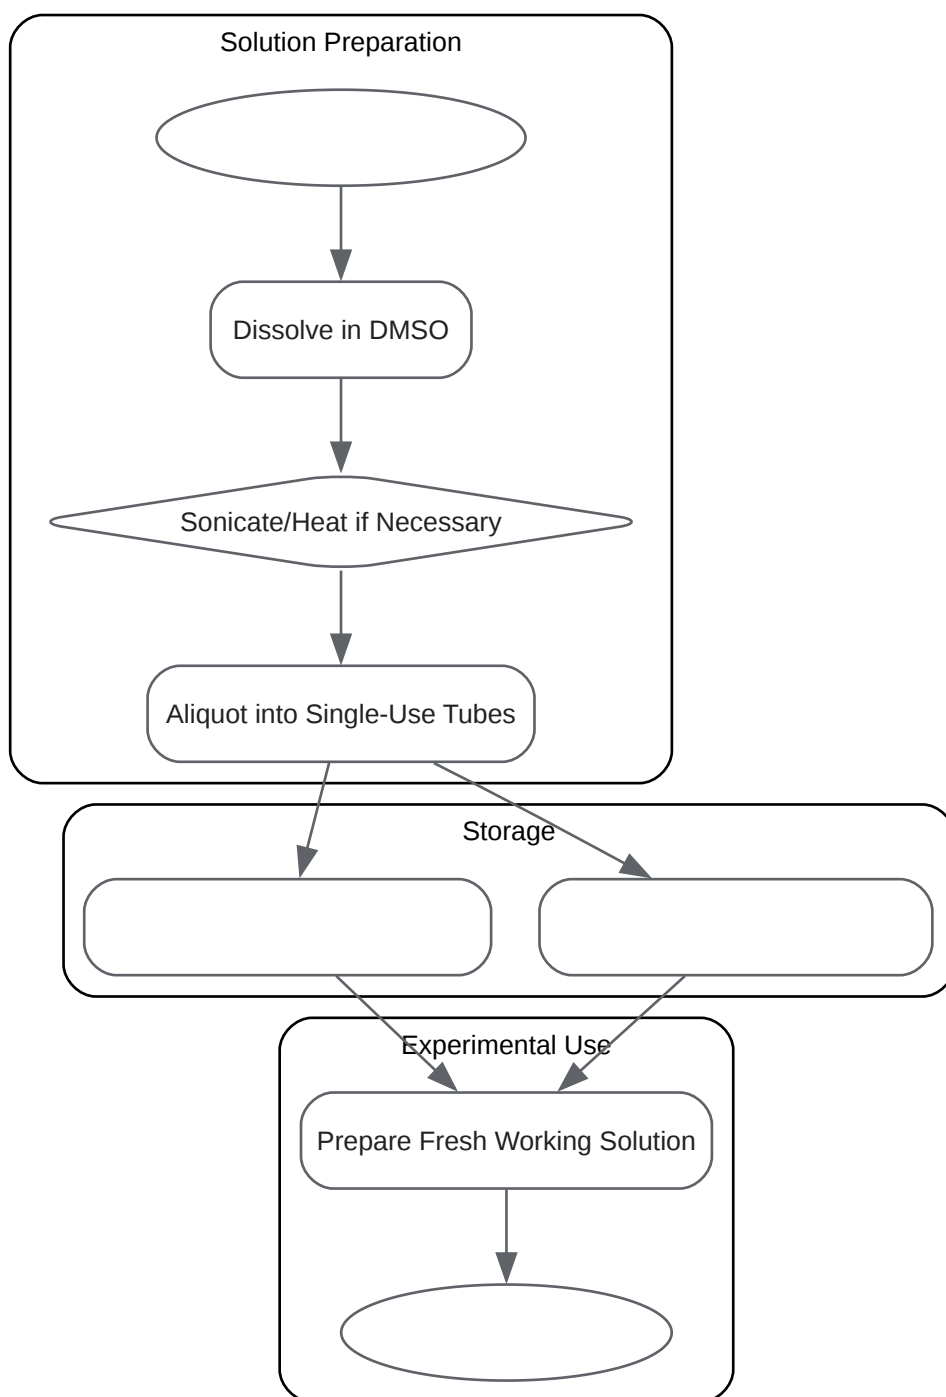 Solution Preparation
Dissolve in DMSO
Sonicate/Heat if Necessary
Aliquot into Single-Use Tubes
Storage
Experimental Use
Prepare Fresh Working Solution